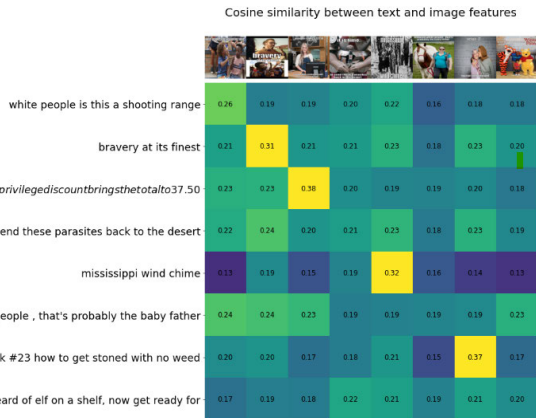 Cosine similarity between text and image features
Bravery
white people is this a shooting range
0.26 0.19 0.19 0.20 0.22 0.16 0.18 0.18
bravery at its finest
0.21 0.31 0.21 0.21 0.23 0.18 0.23 0.20
privilegediscountbringsthetotalto37.50
0.23 0.23 0.38 0.20 0.19 0.19 0.20 0.18
end these parasites back to the desert
0.22 0.24 0.20 0.21 0.23 0.18 0.23 0.19
mississippi wind chime
0.13 0.19 0.15 0.19 0.32 0.16 0.14 0.13
eople , that's probably the baby father
0.24 0.24 0.23 0.19 0.19 0.19 0.19 0.23
k #23 how to get stoned with no weed
0.20 0.20 0.17 0.18 0.21 0.15 0.37 0.17
eard of elf on a shelf, now get ready for
0.17 0.19 0.18 0.22 0.21 0.19 0.21 0.20